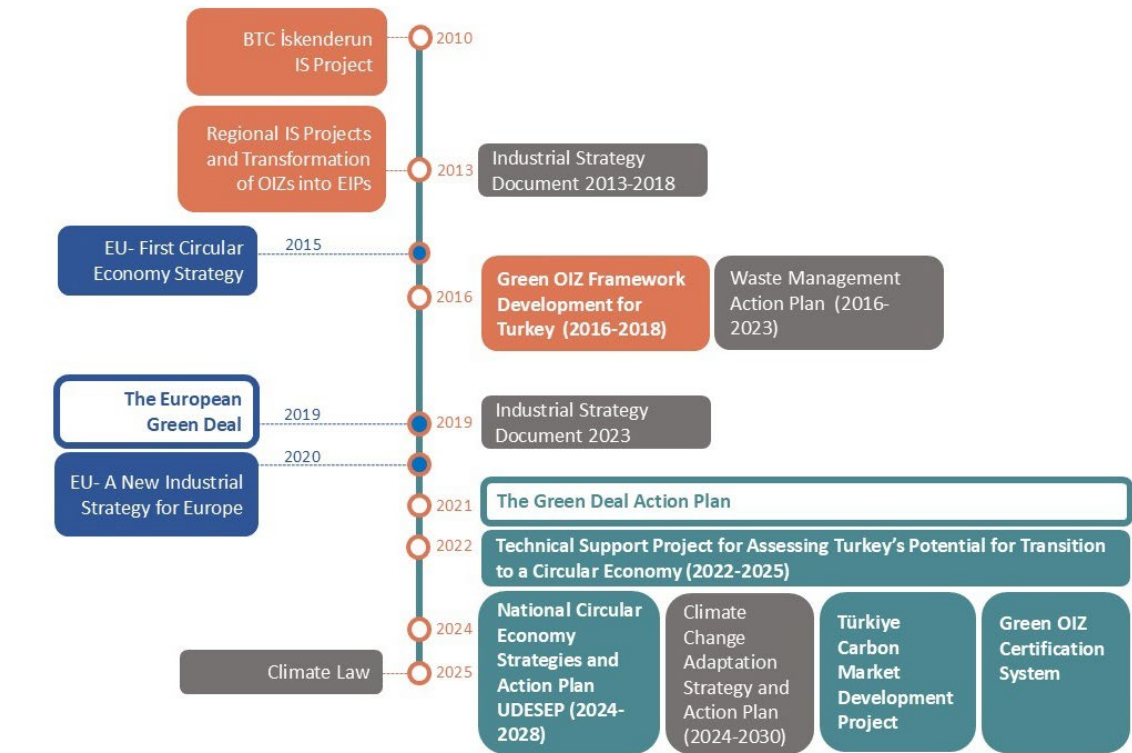 BTC İskenderun
IS Project
2010
Regional IS Projects
and Transformation
of OIZs into EIPs
2013
Industrial Strategy
Document 2013-2018
EU- First Circular
Economy Strategy
2015
2016
Green OIZ Framework
Development for
Turkey (2016-2018)
Waste Management
Action Plan (2016-
2023)
The European
Green Deal
2019
2019
Industrial Strategy
Document 2023
2020
EU- A New Industrial
Strategy for Europe
2021
The Green Deal Action Plan
2022
Technical Support Project for Assessing Turkey's Potential for Transition
to a Circular Economy (2022-2025)
2024
National Circular
Economy
Strategies and
Action Plan
UDESEP (2024-
2028)
Climate
Change
Adaptation
Strategy and
Action Plan
(2024-2030)
Türkiye
Carbon
Market
Development
Project
Green OIZ
Certification
System
Climate Law
2025